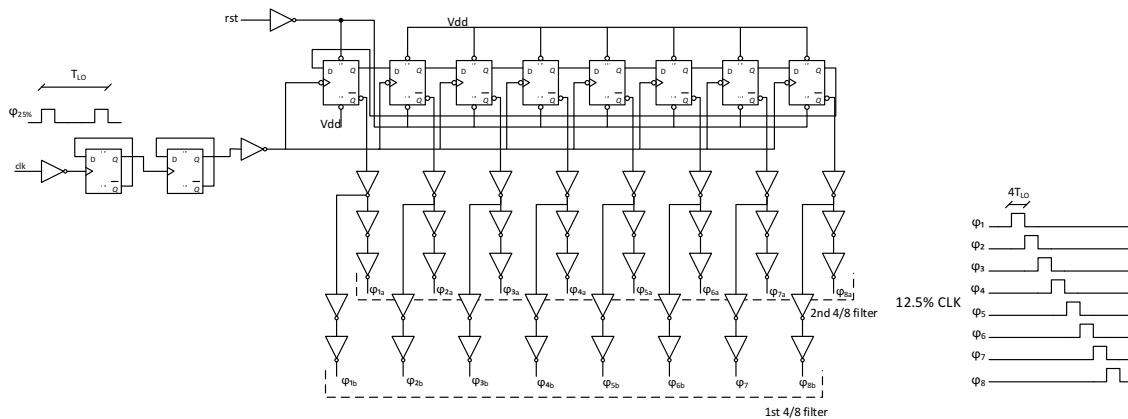 rst
Vdd
D Q D Q D Q D Q D Q D Q D Q D Q
Q Q Q Q Q Q Q Q
Vdd
T_LO
φ25%
clk
D Q D Q
Q Q
4T_LO
φ1
φ2
φ3
φ4
φ5
φ6
φ7
φ8
12.5% CLK
φ1a φ2a φ3a φ4a φ5a φ6a φ7a φ8a
2nd 4/8 filter
φ1b φ2b φ3b φ4b φ5b φ6b φ7 φ8b
1st 4/8 filter